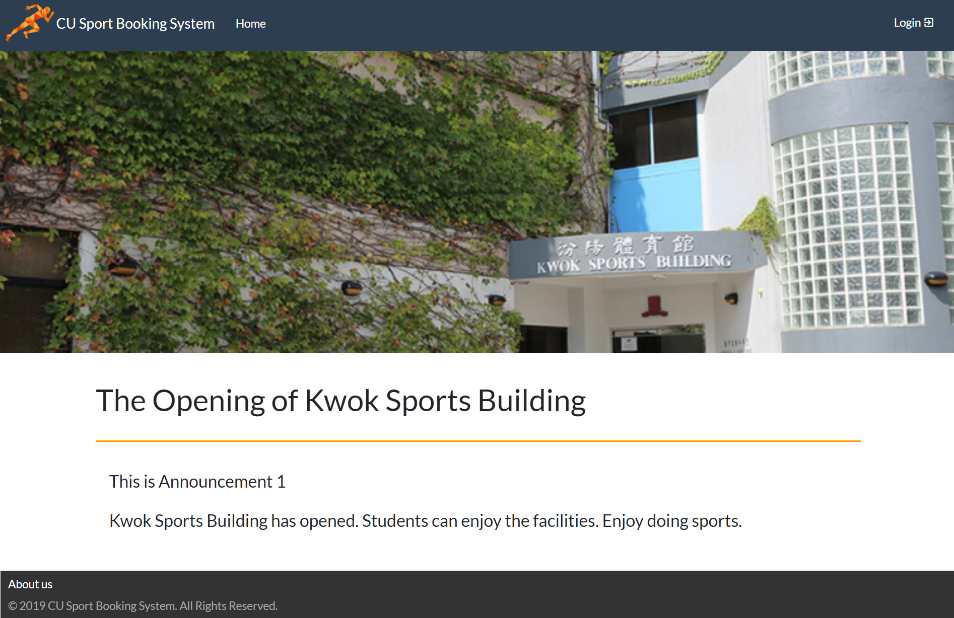 CU Sport Booking System Home Login
汾陽體育館
KWOK SPORTS BUILDING
The Opening of Kwok Sports Building
This is Announcement 1
Kwok Sports Building has opened. Students can enjoy the facilities. Enjoy doing sports.
About us
© 2019 CU Sport Booking System. All Rights Reserved.